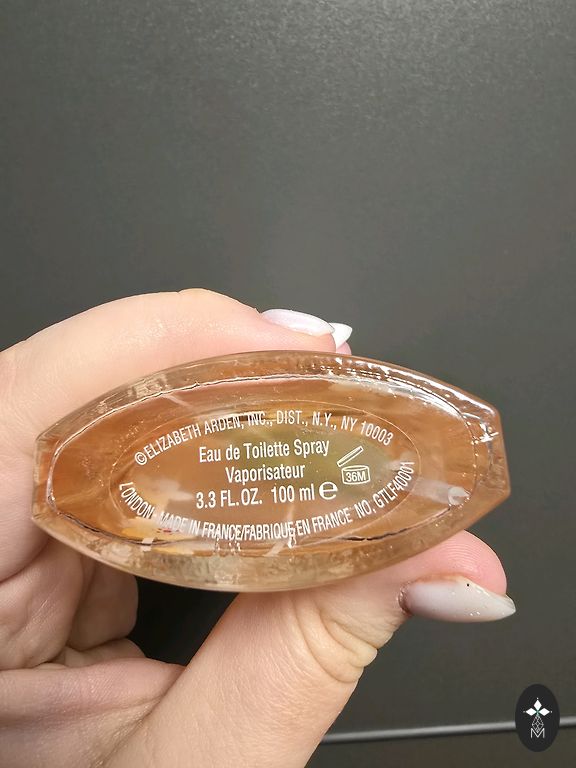 ©ELIZABETH ARDEN, INC., DIST., N.Y., NY 10003
Eau de Toilette Spray
Vaporisateur
36M
3.3 FL.OZ. 100 ml ℮
LONDON. MADE IN FRANCE/FABRIQUE EN FRANCE NO. GTLF40001
M